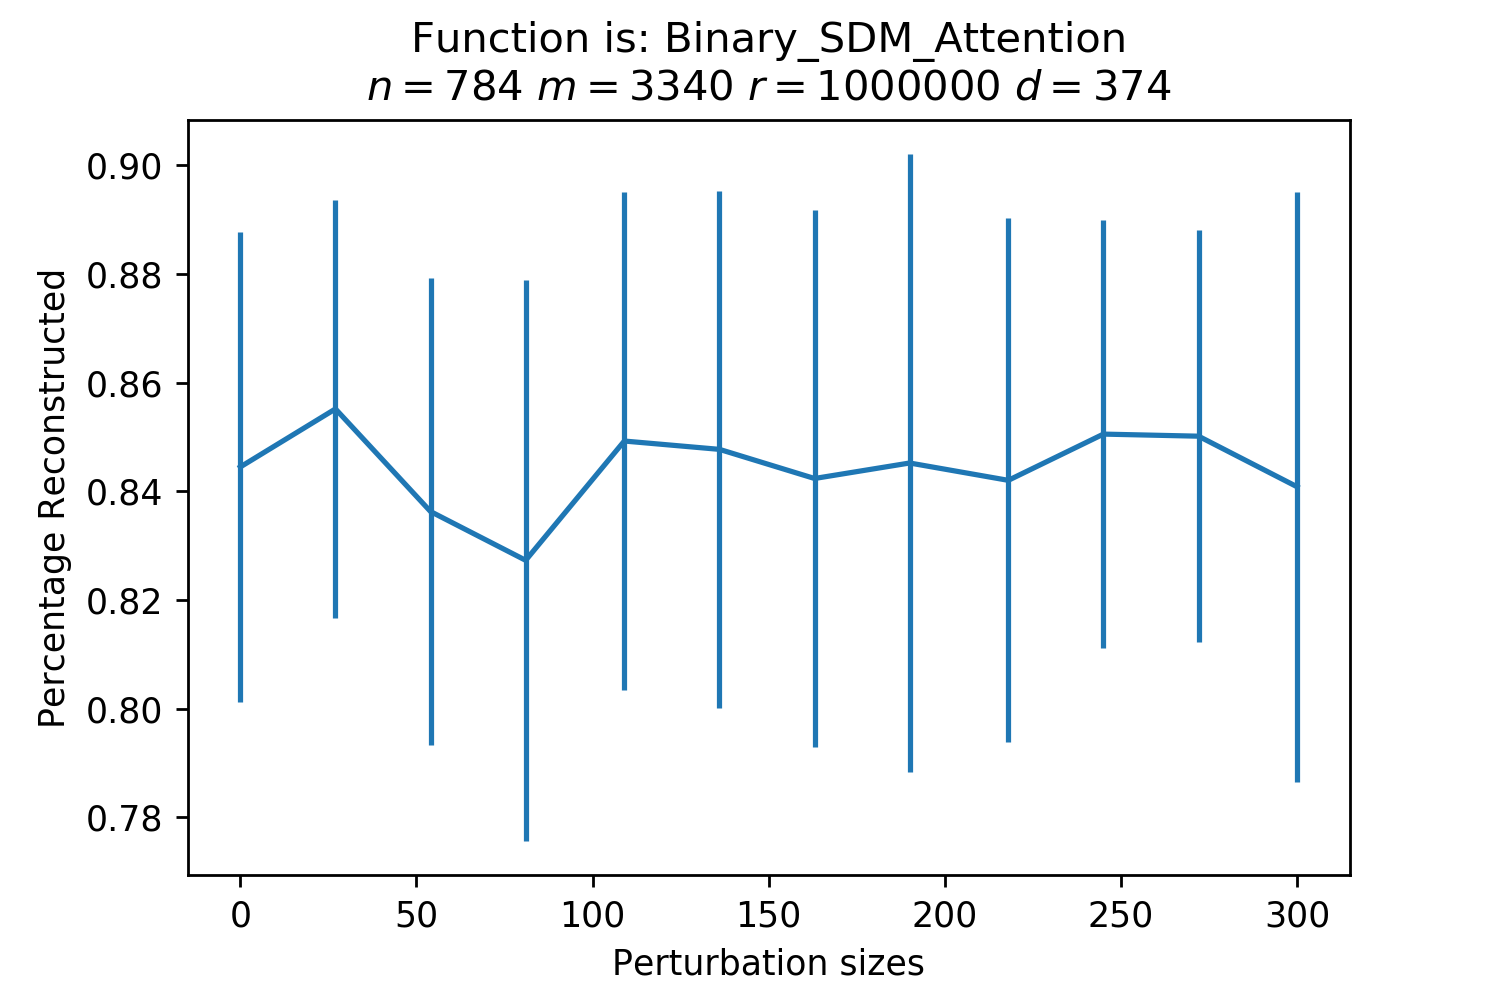 Function is: Binary_SDM_Attention
n = 784 m = 3340 r = 1000000 d = 374
Percentage Reconstructed
0.90
0.88
0.86
0.84
0.82
0.80
0.78
0 50 100 150 200 250 300
Perturbation sizes